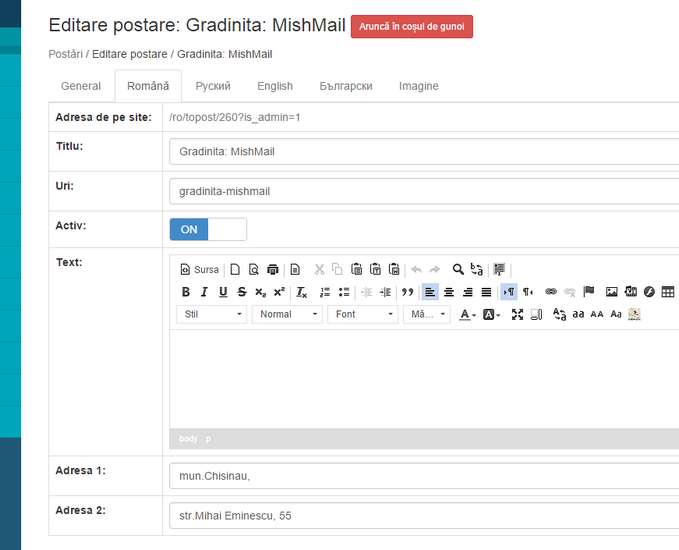 Editare postare: Gradinita: MishMail Aruncă în coșul de gunoi
Postări / Editare postare / Gradinita: MishMail
General Română Руский English Български Imagine
Adresa de pe site: /ro/topost/260?is_admin=1
Titlu: Gradinita: MishMail
Uri: gradinita-mishmail
Activ: ON
Text: Sursa
Stil Normal Font Mă...
body p
Adresa 1: mun.Chisinau,
Adresa 2: str.Mihai Eminescu, 55